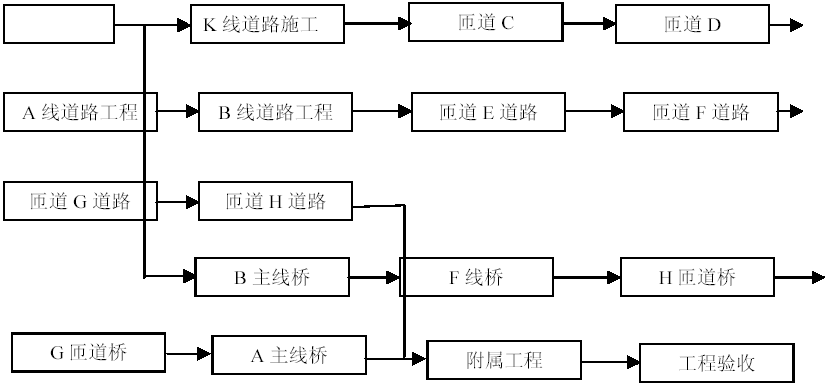 K 线道路施工
匝道 C
匝道 D
A 线道路工程
B 线道路工程
匝道 E 道路
匝道 F 道路
匝道 G 道路
匝道 H 道路
B 主线桥
F 线桥
H 匝道桥
G 匝道桥
A 主线桥
附属工程
工程验收